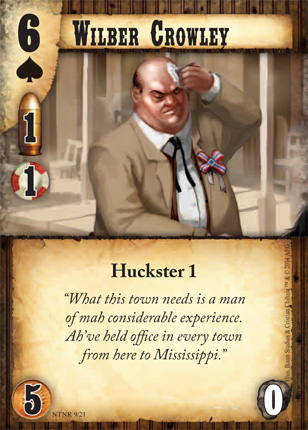 6
WILBER CROWLEY
1
1
Huckster 1
“What this town needs is a man
of mah considerable experience.
Ah’ve held office in every town
from here to Mississippi.”
5
NTNR 9/21
0